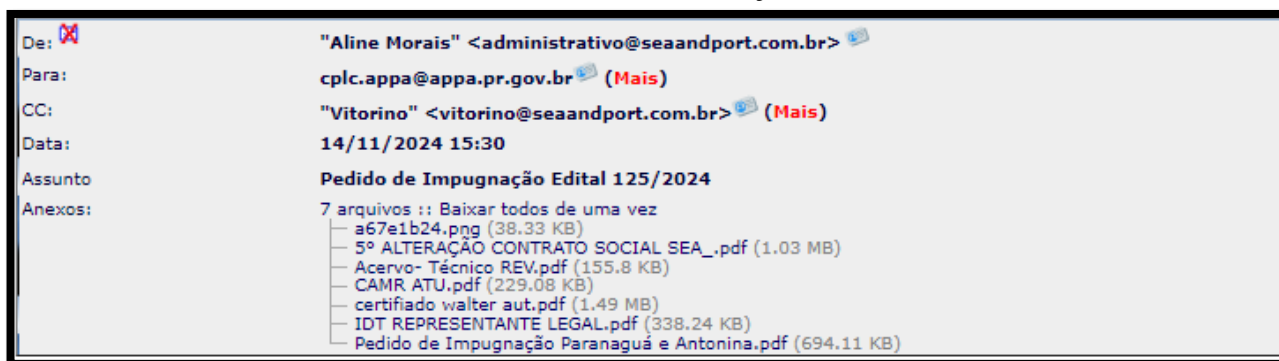 De: "Aline Morais" <administrativo@seaandport.com.br>
Para: cplc.appa@appa.pr.gov.br (Mais)
CC: "Vitorino" <vitorino@seaandport.com.br> (Mais)
Data: 14/11/2024 15:30
Assunto Pedido de Impugnação Edital 125/2024
Anexos: 7 arquivos :: Baixar todos de uma vez
a67e1b24.png (38.33 KB)
5º ALTERAÇÃO CONTRATO SOCIAL SEA_.pdf (1.03 MB)
Acervo- Técnico REV.pdf (155.8 KB)
CAMR ATU.pdf (229.08 KB)
certifiado walter aut.pdf (1.49 MB)
IDT REPRESENTANTE LEGAL.pdf (338.24 KB)
Pedido de Impugnação Paranaguá e Antonina.pdf (694.11 KB)